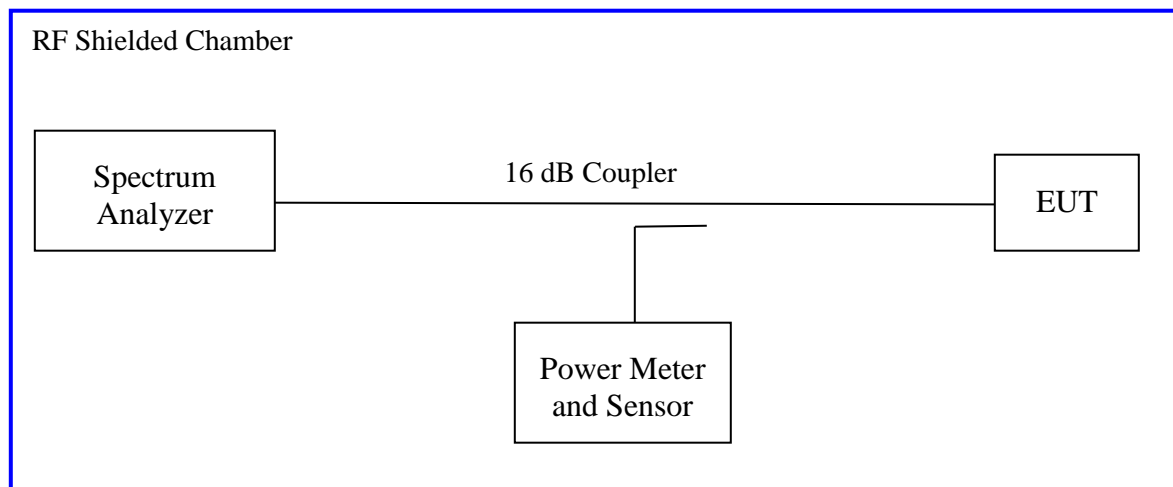 RF Shielded Chamber
Spectrum
Analyzer
16 dB Coupler
EUT
Power Meter
and Sensor